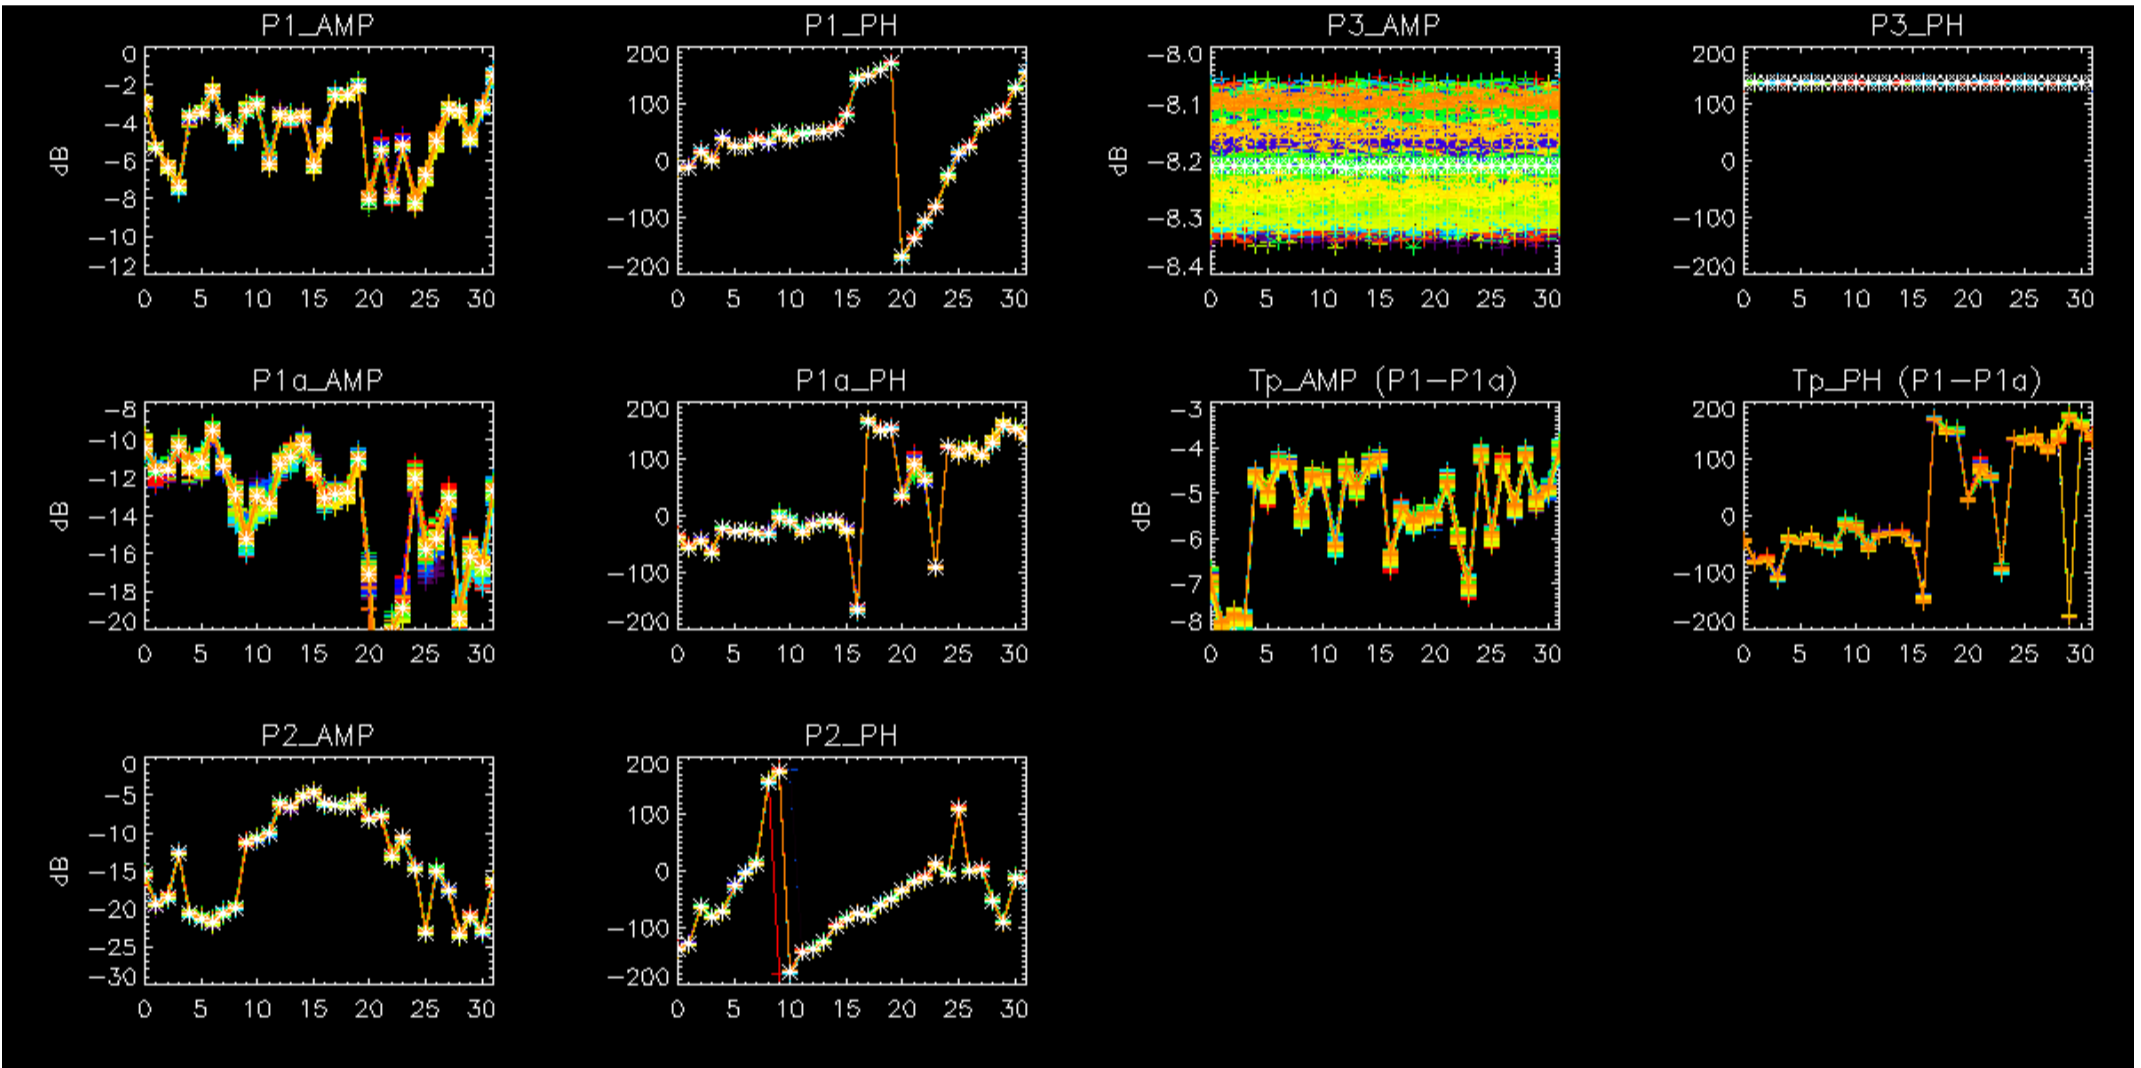 P1_AMP
P1_PH
P3_AMP
P3_PH
dB
0
-2
-4
-6
-8
-10
-12
0 5 10 15 20 25 30
200
100
0
-100
-200
0 5 10 15 20 25 30
dB
-8.0
-8.1
-8.2
-8.3
-8.4
0 5 10 15 20 25 30
200
100
0
-100
-200
0 5 10 15 20 25 30
P1a_AMP
P1a_PH
Tp_AMP (P1-P1a)
Tp_PH (P1-P1a)
dB
-8
-10
-12
-14
-16
-18
-20
0 5 10 15 20 25 30
200
100
0
-100
-200
0 5 10 15 20 25 30
dB
-3
-4
-5
-6
-7
-8
0 5 10 15 20 25 30
200
100
0
-100
-200
0 5 10 15 20 25 30
P2_AMP
P2_PH
dB
0
-5
-10
-15
-20
-25
-30
0 5 10 15 20 25 30
200
100
0
-100
-200
0 5 10 15 20 25 30